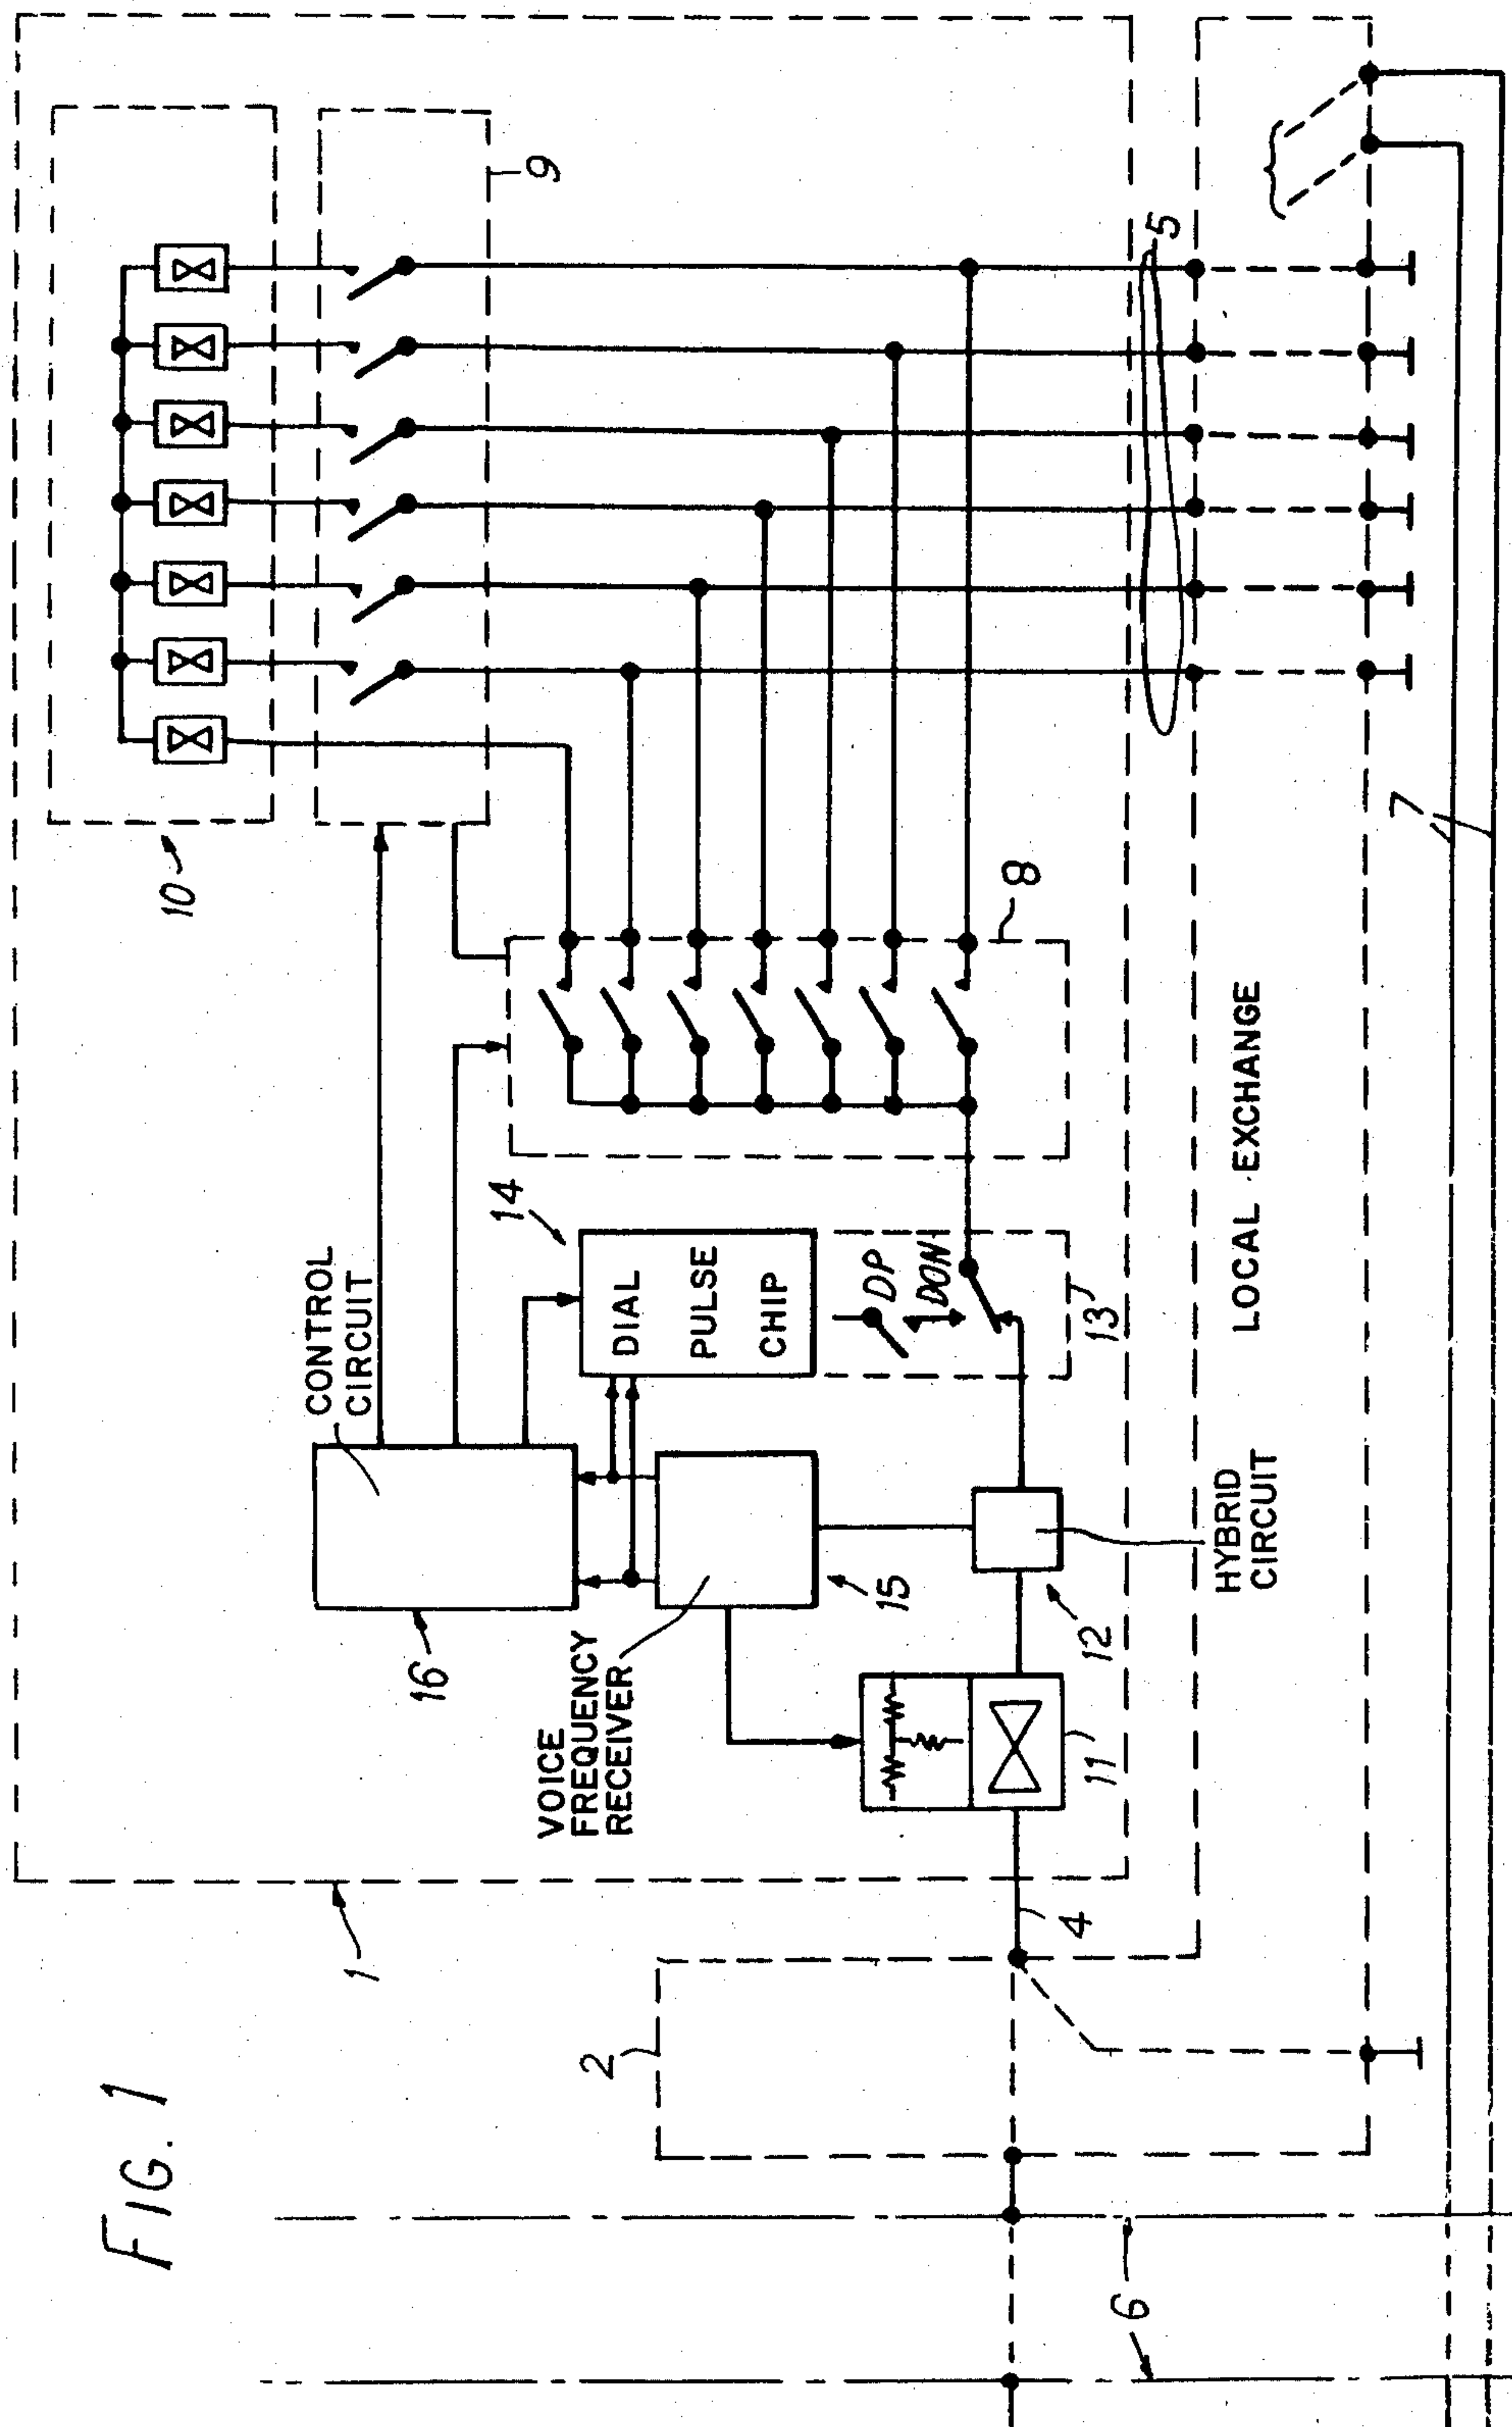 FIG. 1
1
2
4
5
6
7
8
9
10
11
12
13
14
15
16
CONTROL
CIRCUIT
VOICE
FREQUENCY
RECEIVER
DIAL
PULSE
CHIP
DP
DON
HYBRID
CIRCUIT
LOCAL EXCHANGE